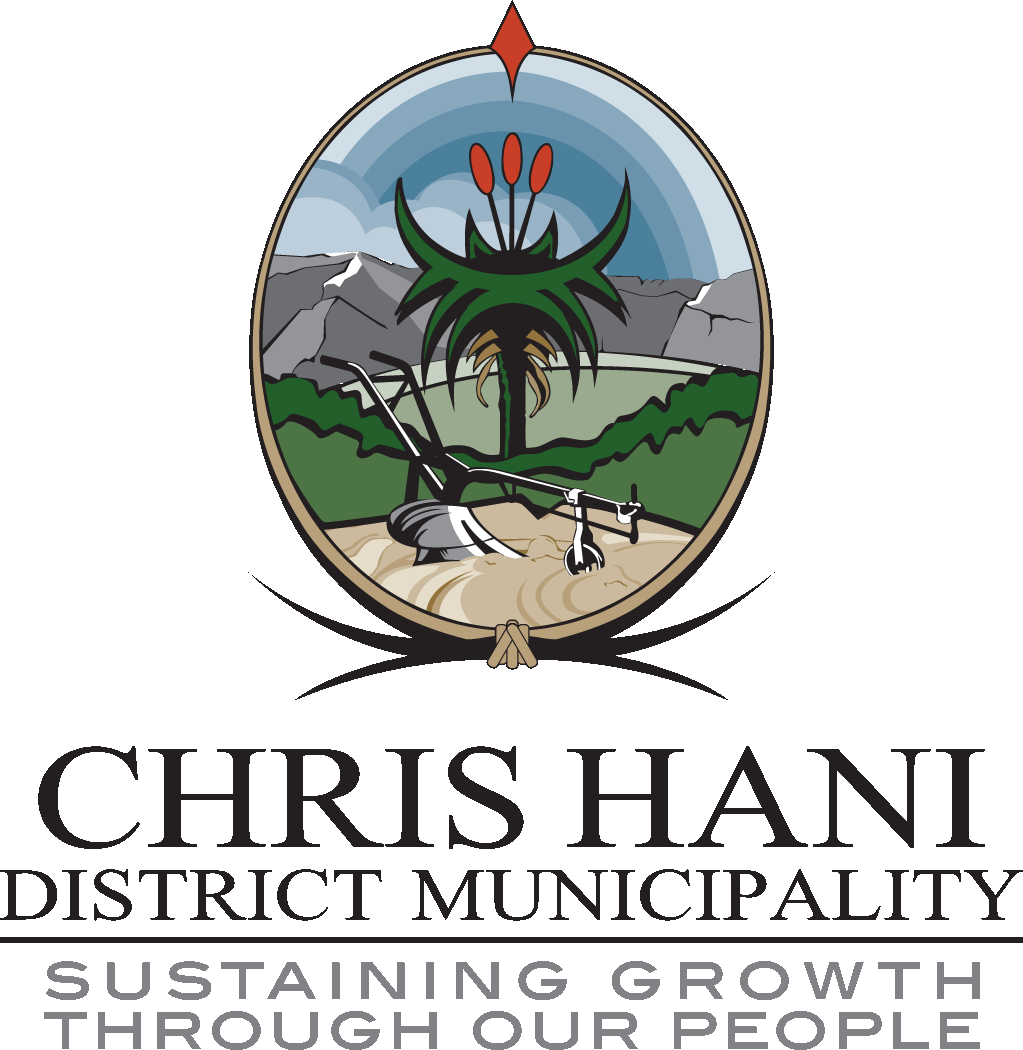 CHRIS HANI
DISTRICT MUNICIPALITY
SUSTAINING GROWTH
THROUGH OUR PEOPLE